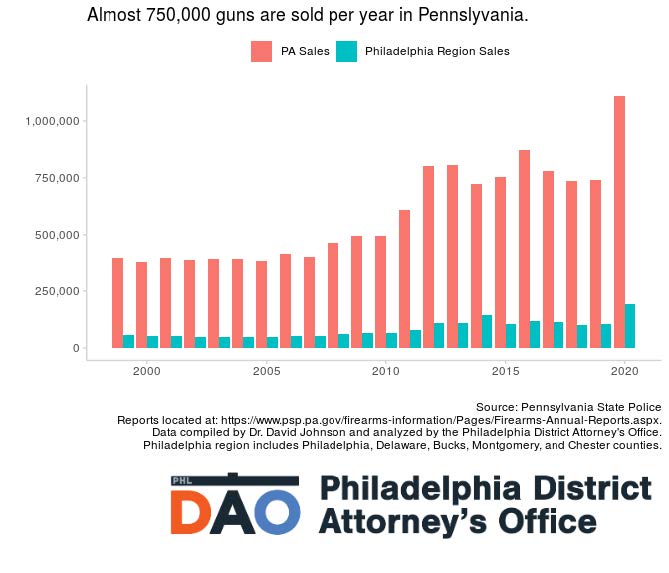 Almost 750,000 guns are sold per year in Pennslyvania.
PA Sales Philadelphia Region Sales
1,000,000
750,000
500,000
250,000
0
2000 2005 2010 2015 2020
Source: Pennsylvania State Police
Reports located at: https://www.psp.pa.gov/firearms-information/Pages/Firearms-Annual-Reports.aspx.
Data compiled by Dr. David Johnson and analyzed by the Philadelphia District Attorney's Office.
Philadelphia region includes Philadelphia, Delaware, Bucks, Montgomery, and Chester counties.
PHL
DAO
Philadelphia District
Attorney's Office